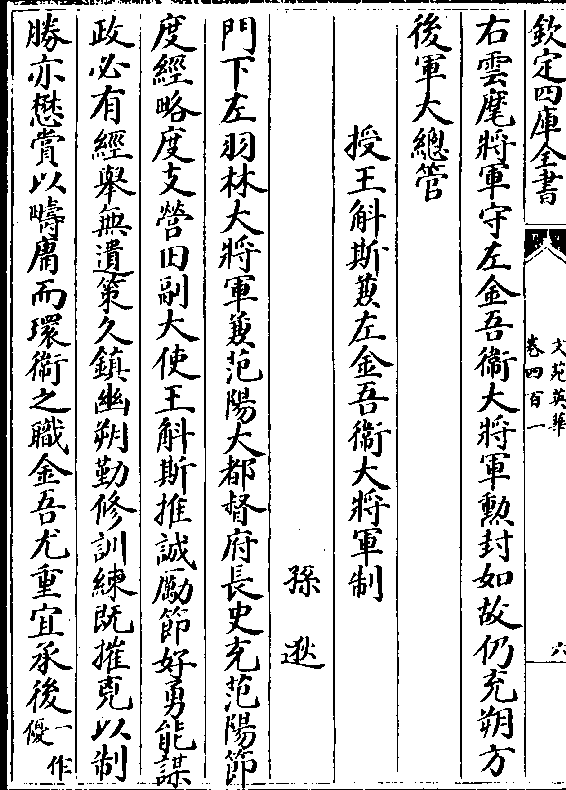 欽定四庫全書
文苑英華
卷四百一
六
右雲麾將軍守左金吾衞大將軍勲封如故仍充朔方
後軍大總管
授王斛斯兼左金吾衞大將軍制
孫逖
門下左羽林大將軍兼范陽大都督府長史充范陽節
度經略度支營田副大使王斛斯推誠勵節好勇能謀
政必有經舉無遺策久鎮幽朔勤修訓練既摧克以制
勝亦懋賞以疇庸而環衞之職金吾尤重宜承後一作優